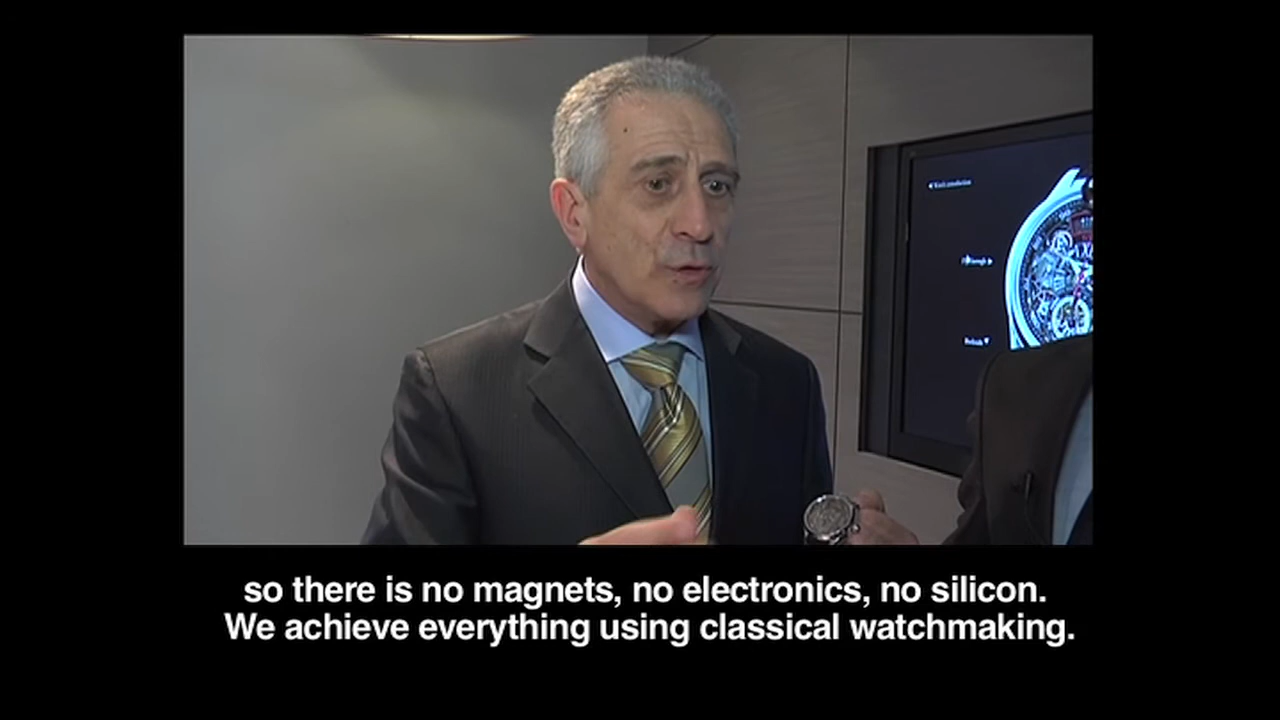 so there is no magnets, no electronics, no silicon.
We achieve everything using classical watchmaking.